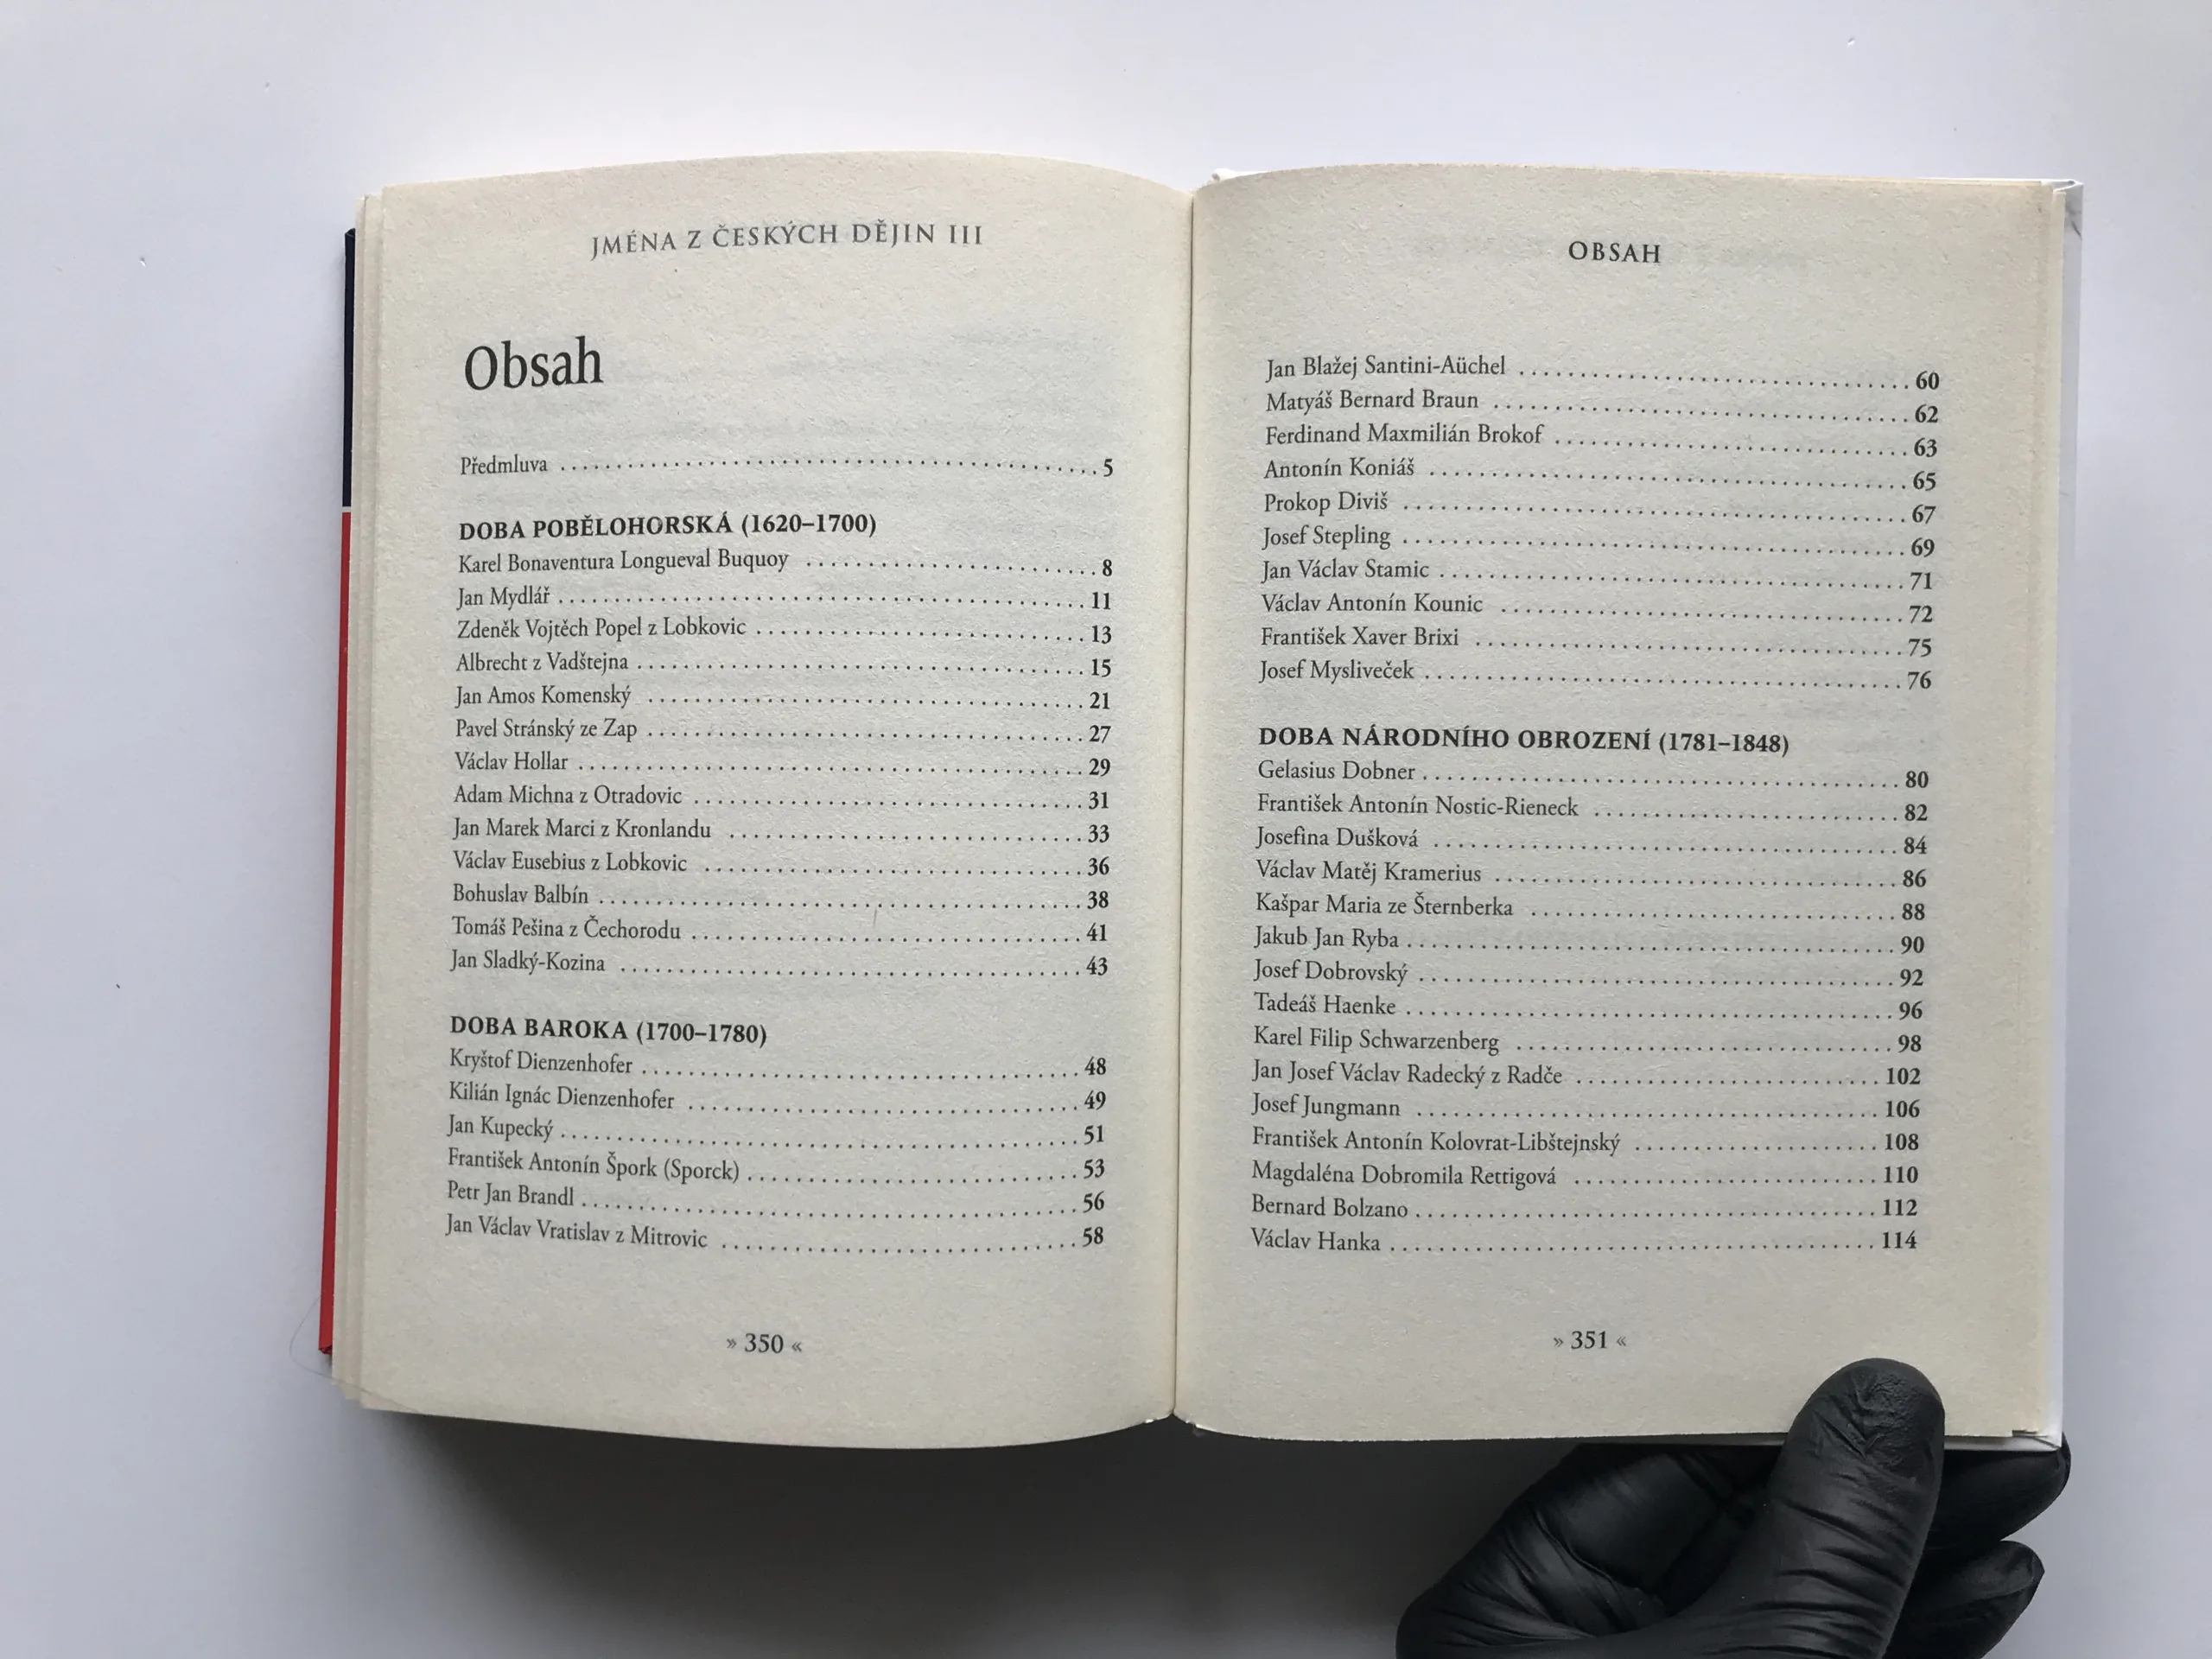 JMÉNA Z ČESKÝCH DĚJIN III
Obsah
Předmluva ........................................ 5
DOBA POBĚLOHORSKÁ (1620–1700)
Karel Bonaventura Longueval Buquoy ........................ 8
Jan Mydlář ........................................ 11
Zdeněk Vojtěch Popel z Lobkovic ........................... 13
Albrecht z Vadštejna .................................. 15
Jan Amos Komenský .................................. 21
Pavel Stránský ze Zap .................................. 27
Václav Hollar ........................................ 29
Adam Michna z Otradovic .............................. 31
Jan Marek Marci z Kronlandu ............................ 33
Václav Eusebius z Lobkovic .............................. 36
Bohuslav Balbín ...................................... 38
Tomáš Pešina z Čechorodu .............................. 41
Jan Sladký-Kozina .................................... 43
DOBA BAROKA (1700–1780)
Kryštof Dienzenhofer .................................. 48
Kilián Ignác Dienzenhofer .............................. 49
Jan Kupecký ........................................ 51
František Antonín Špork (Sporck) .......................... 53
Petr Jan Brandl ...................................... 56
Jan Václav Vratislav z Mitrovic ............................ 58
» 350 «
OBSAH
Jan Blažej Santini-Aüchel ................................ 60
Matyáš Bernard Braun .................................. 62
Ferdinand Maxmilián Brokof .............................. 63
Antonín Koniáš ...................................... 65
Prokop Diviš ........................................ 67
Josef Stepling ........................................ 69
Jan Václav Stamic .................................... 71
Václav Antonín Kounic ................................ 72
František Xaver Brixi .................................. 75
Josef Mysliveček ...................................... 76
DOBA NÁRODNÍHO OBROZENÍ (1781–1848)
Gelasius Dobner ...................................... 80
František Antonín Nostic-Rieneck .......................... 82
Josefina Dušková ...................................... 84
Václav Matěj Kramerius ................................ 86
Kašpar Maria ze Šternberka .............................. 88
Jakub Jan Ryba ...................................... 90
Josef Dobrovský ...................................... 92
Tadeáš Haenke ...................................... 96
Karel Filip Schwarzenberg .............................. 98
Jan Josef Václav Radecký z Radče .......................... 102
Josef Jungmann ...................................... 106
František Antonín Kolovrat-Libštejnský .................... 108
Magdaléna Dobromila Rettigová .......................... 110
Bernard Bolzano ...................................... 112
Václav Hanka ........................................ 114
» 351 «